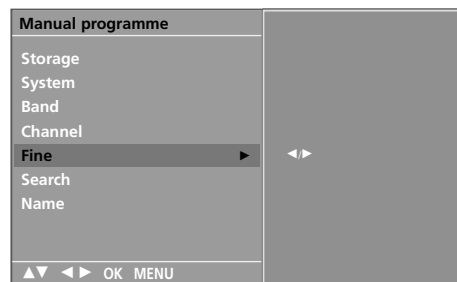 Manual programme
Storage
System
Band
Channel
Fine ► ◄/►
Search
Name
▲▼ ◄ ► OK MENU